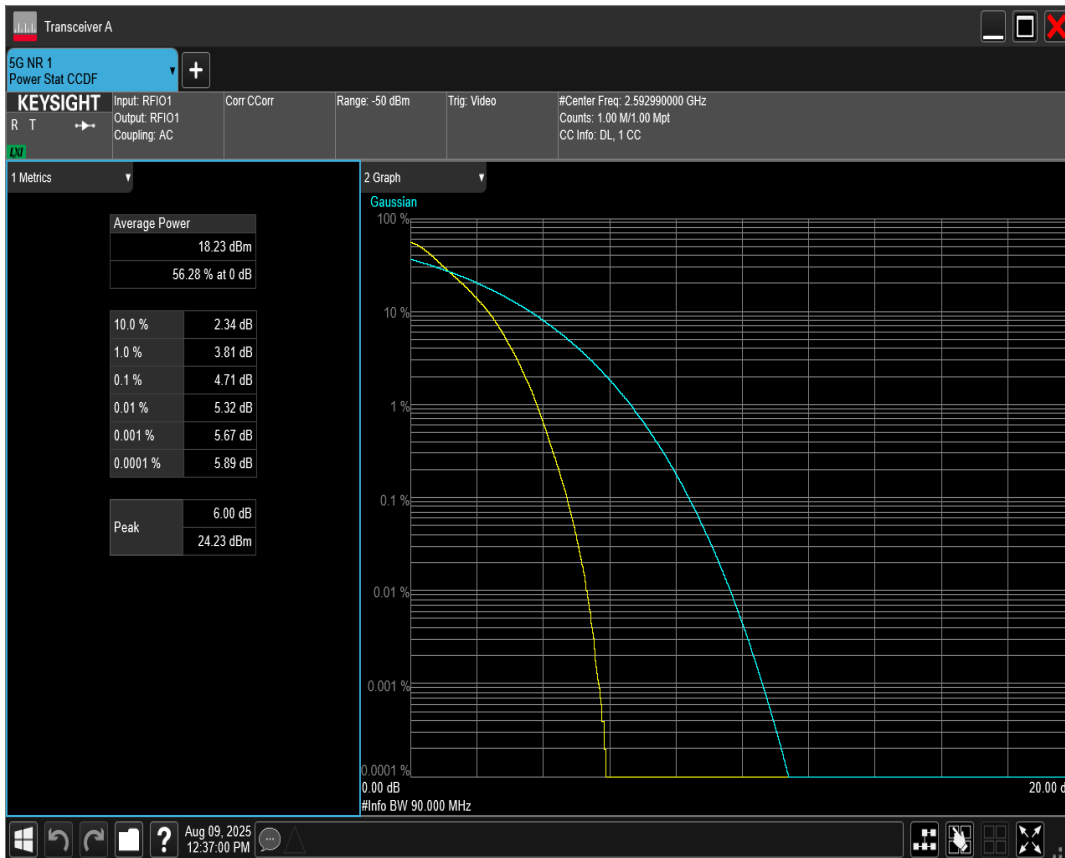 Transceiver A
5G NR 1
Power Stat CCDF
+
KEYSIGHT
R T
LXI
Input: RFIO1
Output: RFIO1
Coupling: AC
Corr CCorr
Range: -50 dBm
Trig: Video
#Center Freq: 2.592990000 GHz
Counts: 1.00 M/1.00 Mpt
CC Info: DL, 1 CC
1 Metrics
Average Power
18.23 dBm
56.28 % at 0 dB
10.0 % 2.34 dB
1.0 % 3.81 dB
0.1 % 4.71 dB
0.01 % 5.32 dB
0.001 % 5.67 dB
0.0001 % 5.89 dB
Peak 6.00 dB
24.23 dBm
2 Graph
Gaussian
100 %
10 %
1 %
0.1 %
0.01 %
0.001 %
0.0001 %
0.00 dB
20.00 d
#Info BW 90.000 MHz
?
Aug 09, 2025
12:37:00 PM